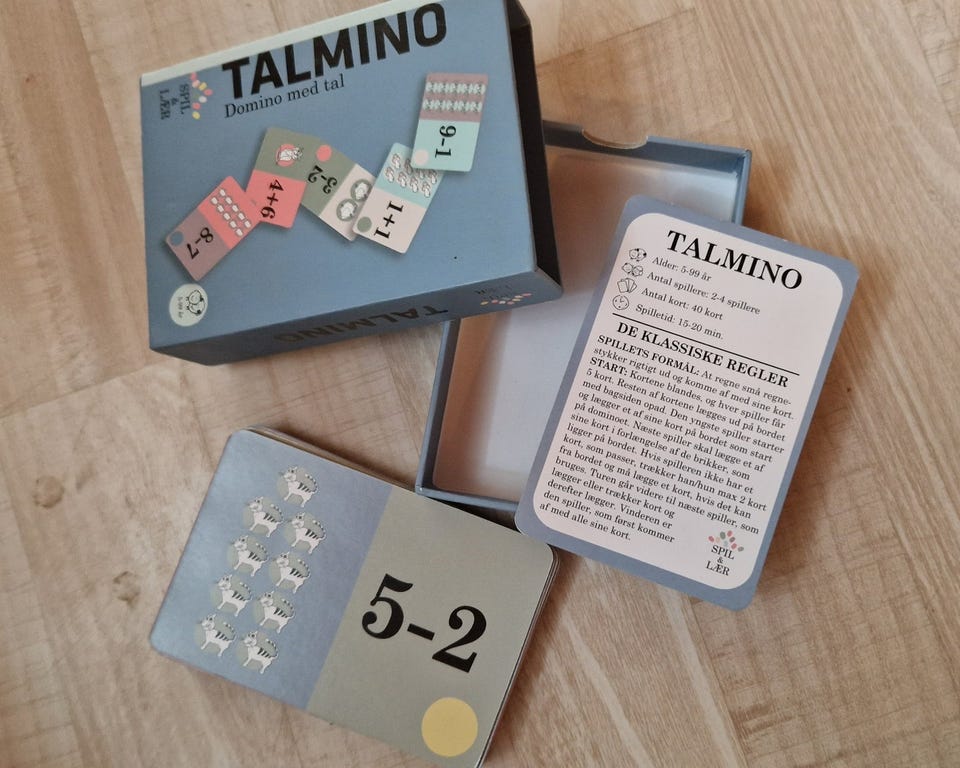 TALMINO
Domino med tal
SPIL
&
LÆR
9-1
1+1
3-2
4+6
8-7
5-99 år
TALMINO
SPIL
LÆR
TALMINO
Alder: 5-99 år
Antal spillere: 2-4 spillere
Antal kort: 40 kort
Spilletid: 15-20 min.
DE KLASSISKE REGLER
SPILLETS FORMÅL: At regne små regne-
stykker rigtigt ud og komme af med sine kort.
START: Kortene blandes, og hver spiller får
5 kort. Resten af kortene lægges ud på bordet
med bagsiden opad. Den yngste spiller starter
og lægger et af sine kort på bordet som start
på dominoet. Næste spiller skal lægge et af
sine kort i forlængelse af de brikker, som
ligger på bordet. Hvis spilleren ikke har et
kort, som passer, trækker han/hun max 2 kort
fra bordet og må lægge et kort, hvis det kan
bruges. Turen går videre til næste spiller, som
lægger eller trækker kort og
derefter lægger. Vinderen er
den spiller, som først kommer
af med alle sine kort.
SPIL
&
LÆR
5-2